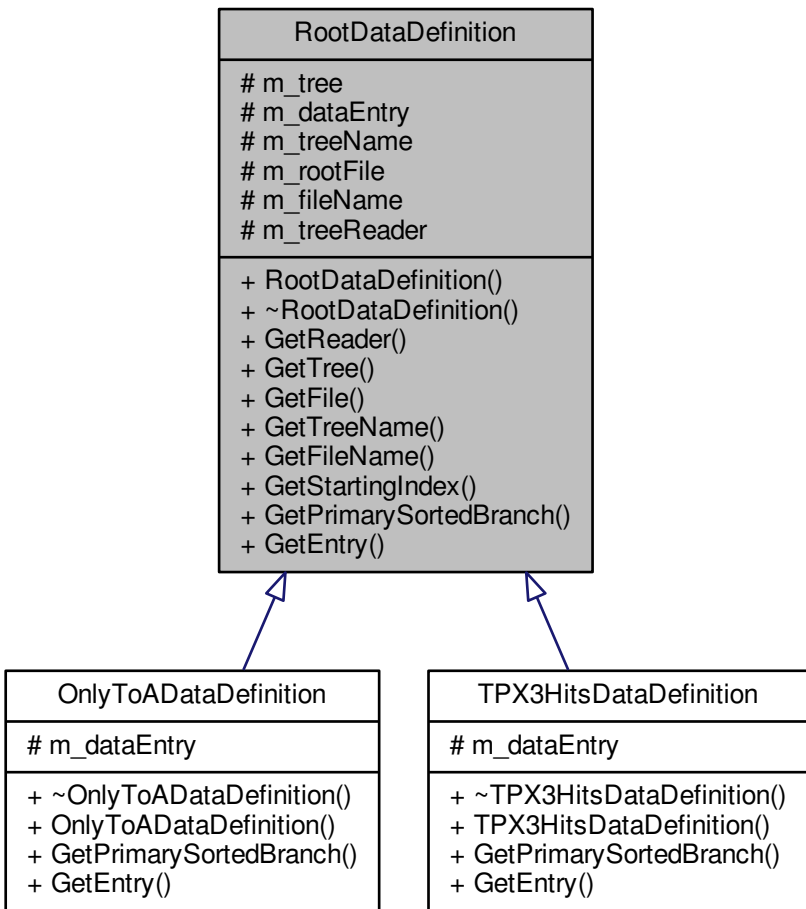 RootDataDefinition
# m_tree
# m_dataEntry
# m_treeName
# m_rootFile
# m_fileName
# m_treeReader
+ RootDataDefinition()
+ ~RootDataDefinition()
+ GetReader()
+ GetTree()
+ GetFile()
+ GetTreeName()
+ GetFileName()
+ GetStartingIndex()
+ GetPrimarySortedBranch()
+ GetEntry()
OnlyToADataDefinition
# m_dataEntry
+ ~OnlyToADataDefinition()
+ OnlyToADataDefinition()
+ GetPrimarySortedBranch()
+ GetEntry()
TPX3HitsDataDefinition
# m_dataEntry
+ ~TPX3HitsDataDefinition()
+ TPX3HitsDataDefinition()
+ GetPrimarySortedBranch()
+ GetEntry()